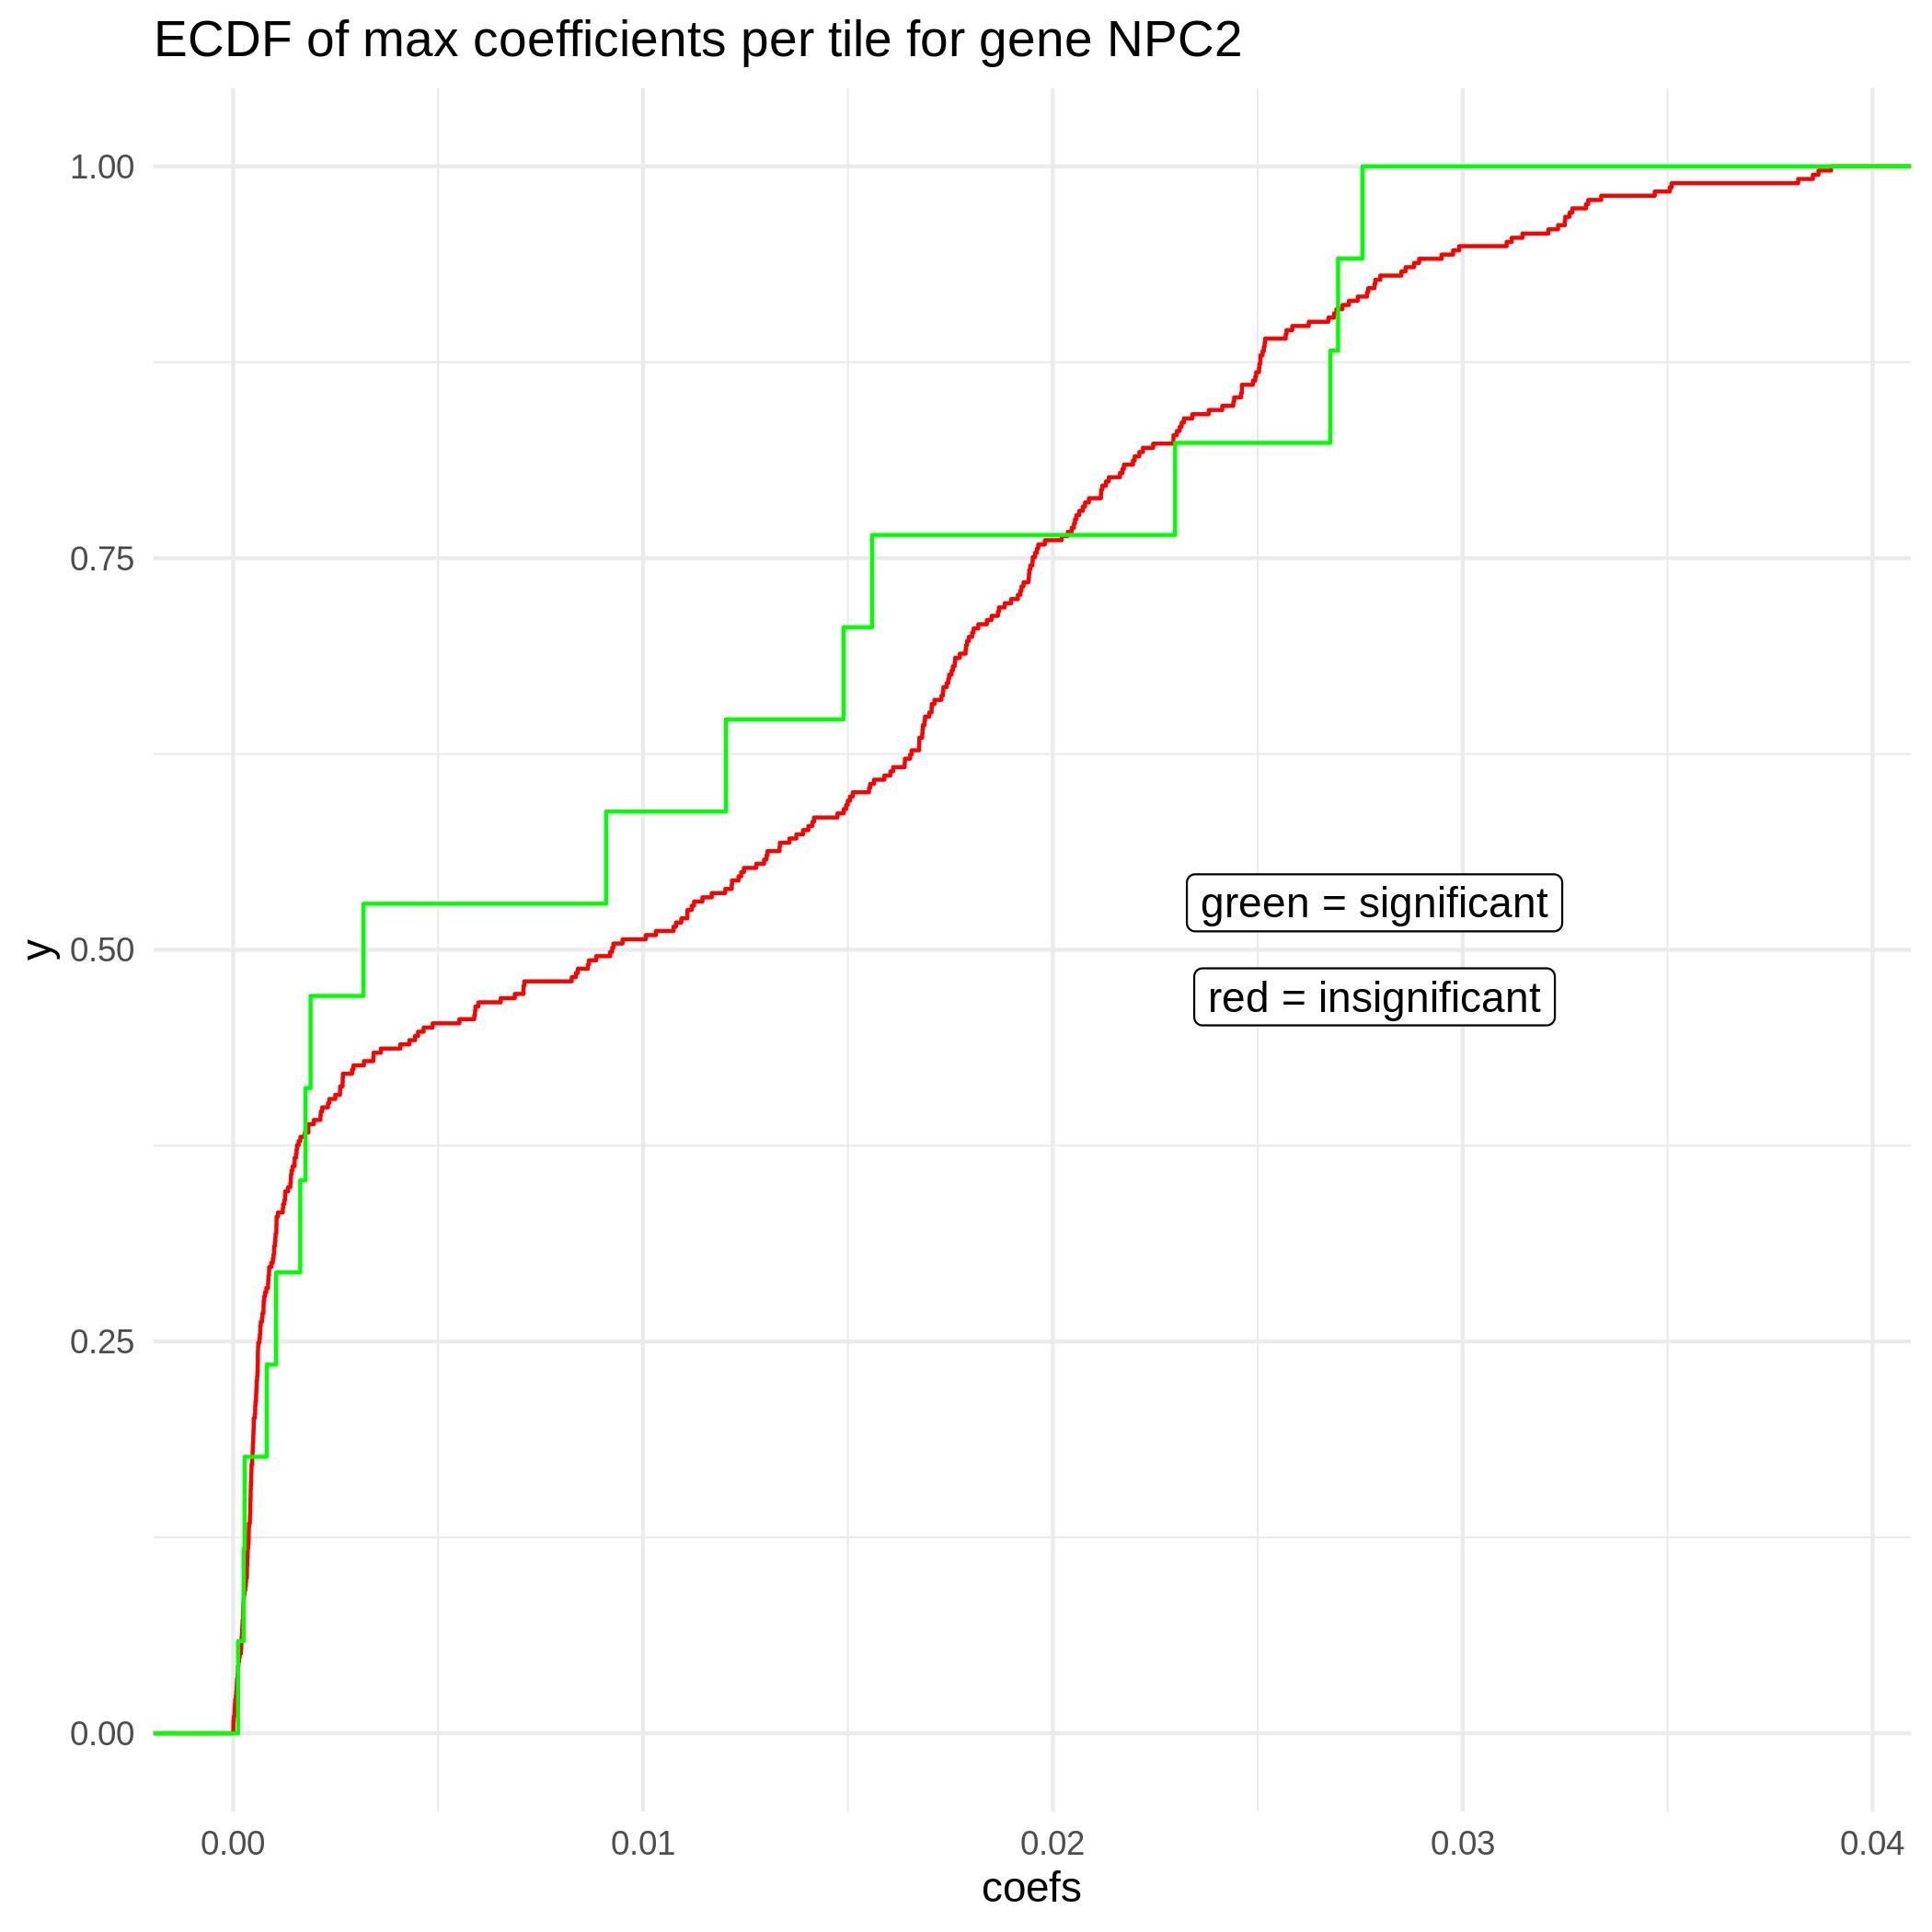 ECDF of max coefficients per tile for gene NPC2
1.00
0.75
0.50
0.25
0.00
y
green = significant
red = insignificant
0.00 0.01 0.02 0.03 0.04
coefs